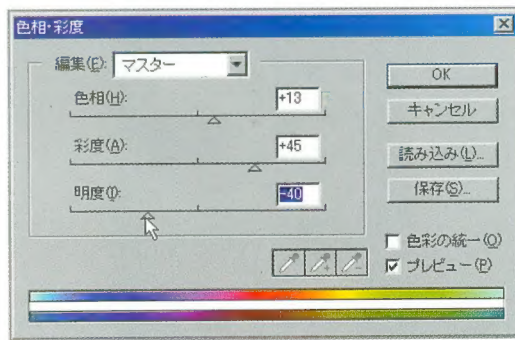 色相・彩度
編集(E): マスター
色相(H): +13
彩度(A): +45
明度(I): -40
OK
キャンセル
読み込み(L)...
保存(S)...
色彩の統一(O)
プレビュー(P)